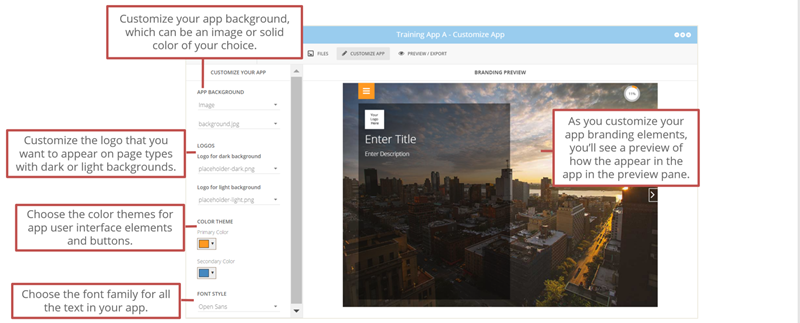 Customize your app background,
which can be an image or solid
color of your choice.
Training App A - Customize App
FILES
CUSTOMIZE APP
PREVIEW / EXPORT
CUSTOMIZE YOUR APP
BRANDING PREVIEW
APP BACKGROUND
Image
background.jpg
LOGOS
Logo for dark background
placeholder-dark.png
Logo for light background
placeholder-light.png
COLOR THEME
Primary Color
Secondary Color
FONT STYLE
Open Sans
Customize the logo that you
want to appear on page types
with dark or light backgrounds.
Choose the color themes for
app user interface elements
and buttons.
Choose the font family for all
the text in your app.
Your
Logo
Here
Enter Title
Enter Description
As you customize your
app branding elements,
you'll see a preview of
how the appear in the
app in the preview pane.